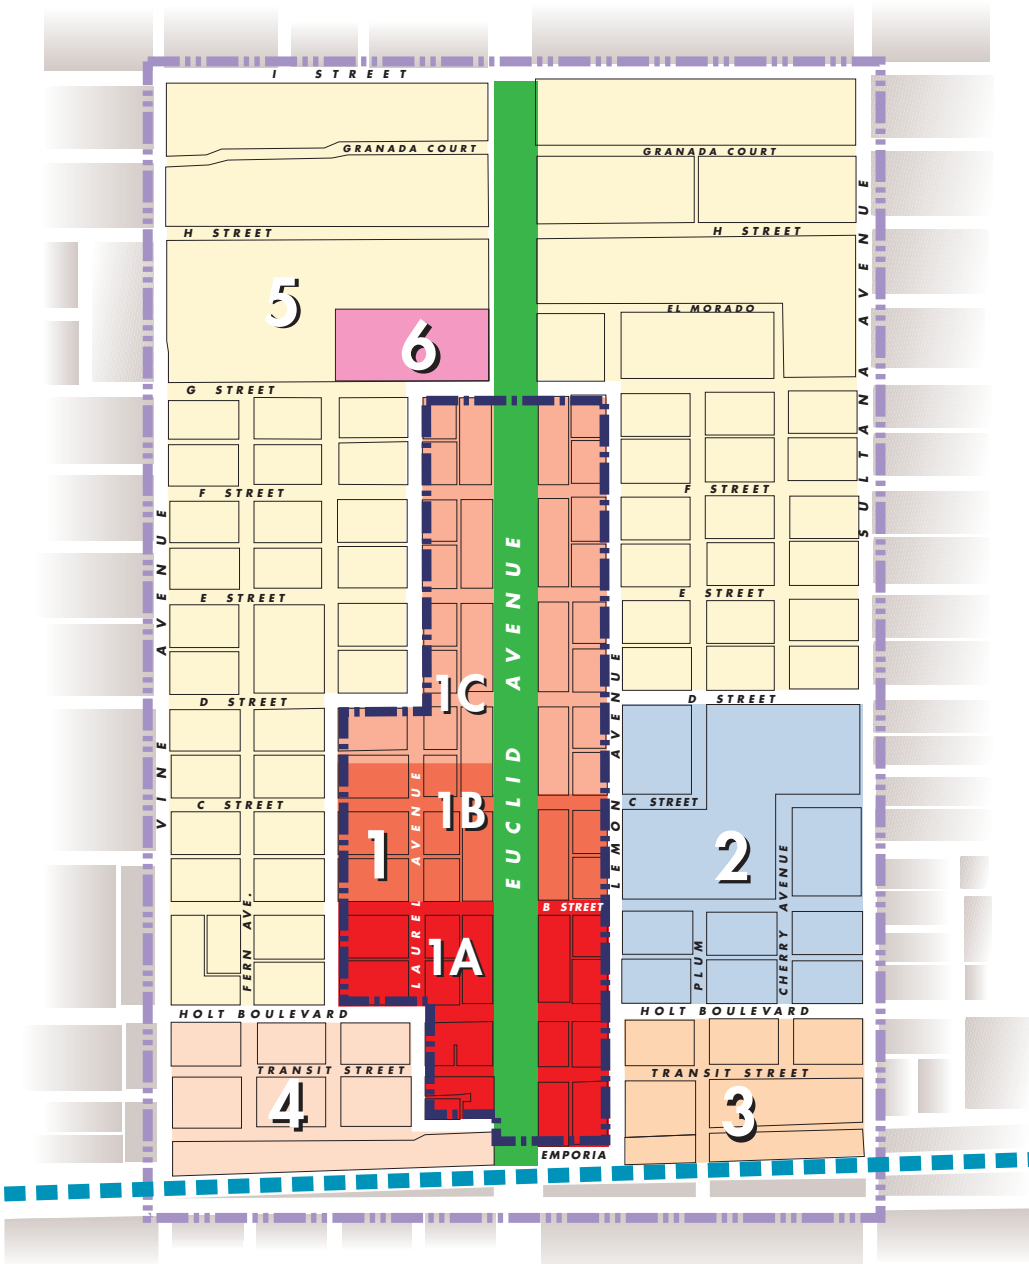 I STREET
GRANADA COURT
GRANADA COURT
H STREET
H STREET
SULTANA AVENUE
5
EL MORADO
6
G STREET
F STREET
F STREET
VINE AVENUE
EUCLID AVENUE
E STREET
E STREET
1C
D STREET
D STREET
LEMON AVENUE
LAUREL AVENUE
1B
C STREET
C STREET
1
2
CHERRY AVENUE
FERN AVE.
B STREET
1A
PLUM
HOLT BOULEVARD
HOLT BOULEVARD
TRANSIT STREET
TRANSIT STREET
4
3
EMPORIA